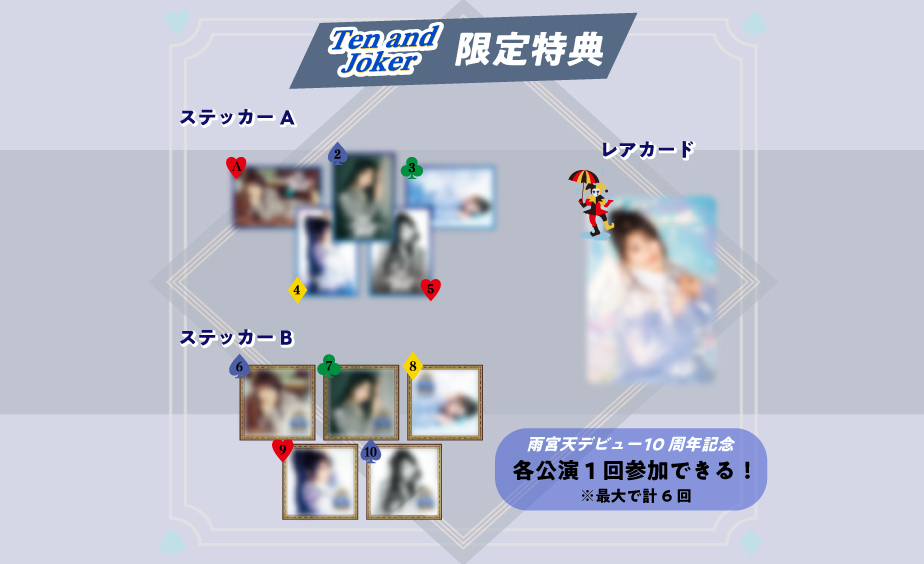 Ten and
Joker
限定特典
ステッカー A
A
2
3
4
5
レアカード
ステッカー B
6
7
8
9
10
雨宮天デビュー10周年記念
各公演１回参加できる！
※最大で計６回